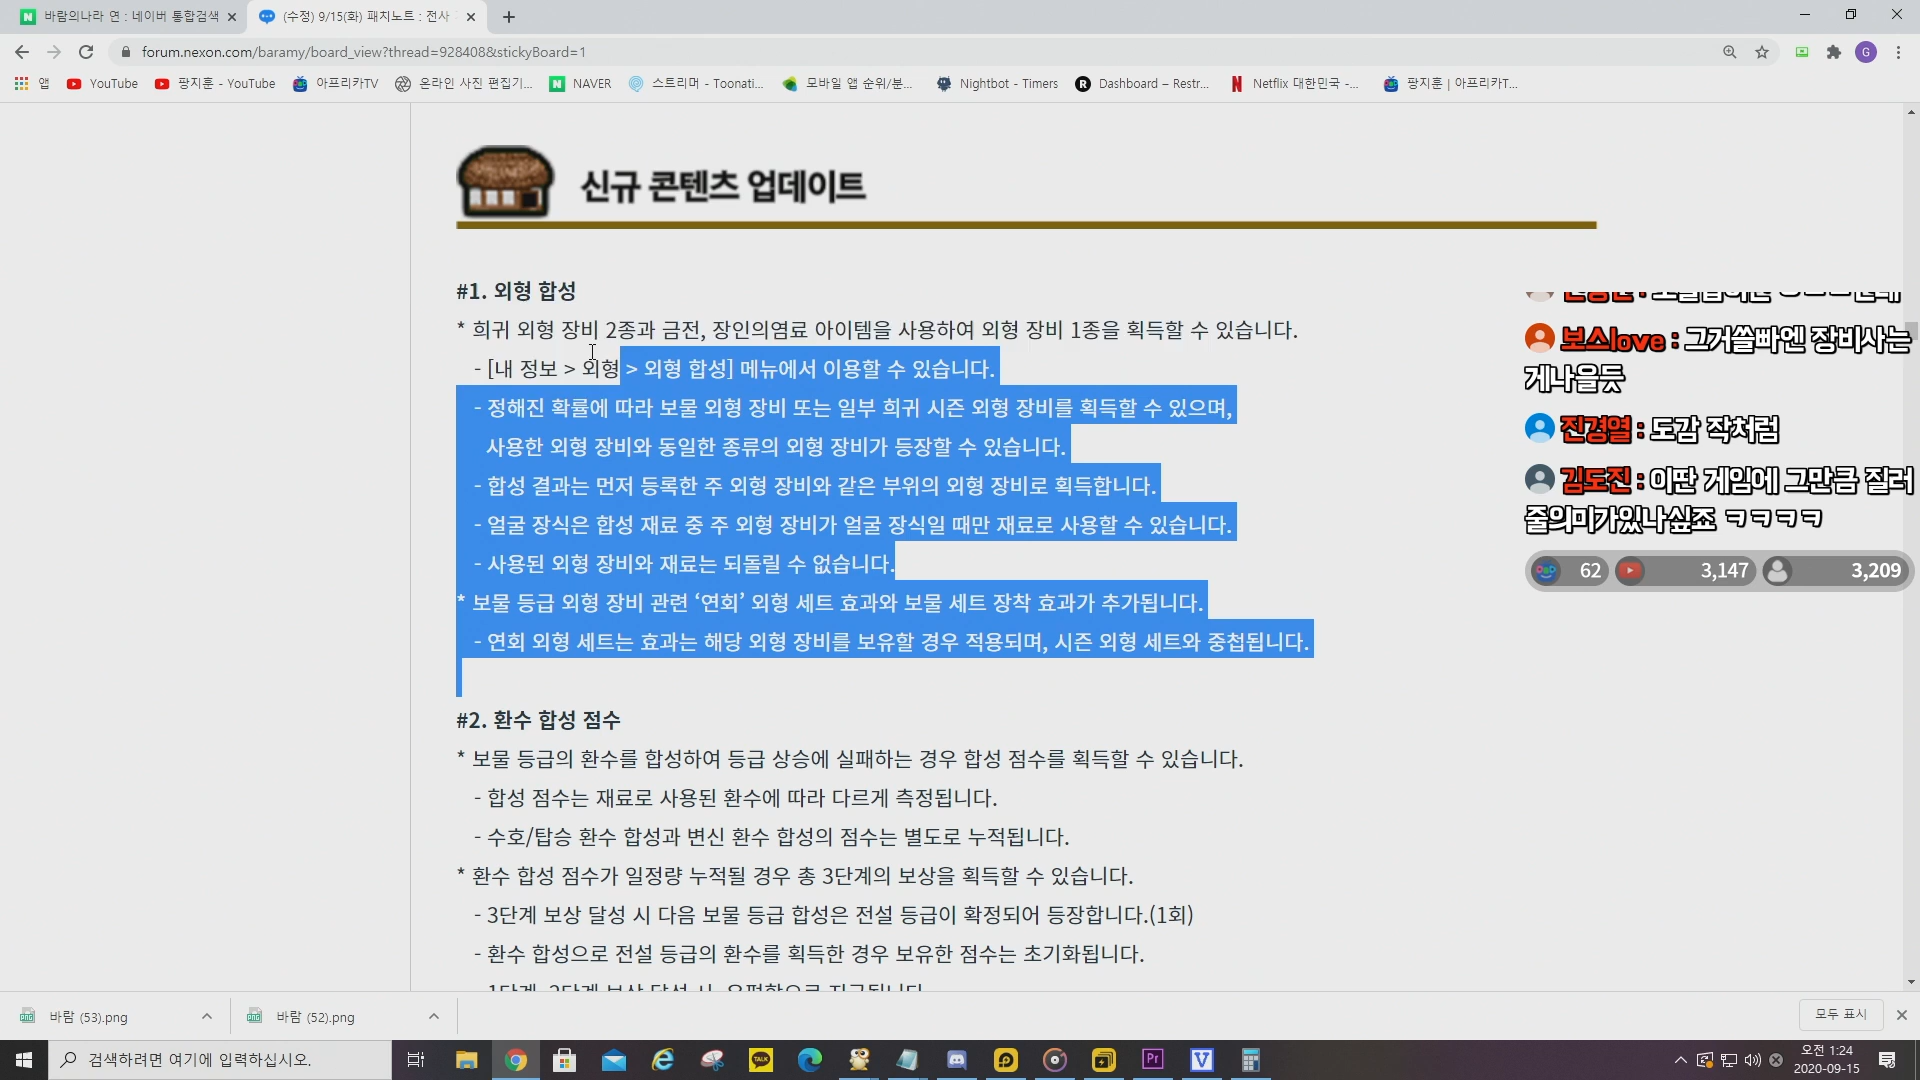 바람의나라 연 : 네이버 통합검색
(수정) 9/15(화) 패치노트 : 전사
forum.nexon.com/baramy/board_view?thread=928408&stickyBoard=1
G
앱
YouTube
팡지훈 - YouTube
아프리카TV
온라인 사진 편집기...
NAVER
스트리머 - Toonati...
모바일 앱 순위/분...
Nightbot - Timers
Dashboard – Restr...
Netflix 대한민국 -...
팡지훈 | 아프리카T...
신규 콘텐츠 업데이트
#1. 외형 합성
* 희귀 외형 장비 2종과 금전, 장인의염료 아이템을 사용하여 외형 장비 1종을 획득할 수 있습니다.
- [내 정보 > 외형 > 외형 합성] 메뉴에서 이용할 수 있습니다.
- 정해진 확률에 따라 보물 외형 장비 또는 일부 희귀 시즌 외형 장비를 획득할 수 있으며,
사용한 외형 장비와 동일한 종류의 외형 장비가 등장할 수 있습니다.
- 합성 결과는 먼저 등록한 주 외형 장비와 같은 부위의 외형 장비로 획득합니다.
- 얼굴 장식은 합성 재료 중 주 외형 장비가 얼굴 장식일 때만 재료로 사용할 수 있습니다.
- 사용된 외형 장비와 재료는 되돌릴 수 없습니다.
* 보물 등급 외형 장비 관련 ‘연회’ 외형 세트 효과와 보물 세트 장착 효과가 추가됩니다.
- 연회 외형 세트는 효과는 해당 외형 장비를 보유할 경우 적용되며, 시즌 외형 세트와 중첩됩니다.
#2. 환수 합성 점수
* 보물 등급의 환수를 합성하여 등급 상승에 실패하는 경우 합성 점수를 획득할 수 있습니다.
- 합성 점수는 재료로 사용된 환수에 따라 다르게 측정됩니다.
- 수호/탑승 환수 합성과 변신 환수 합성의 점수는 별도로 누적됩니다.
* 환수 합성 점수가 일정량 누적될 경우 총 3단계의 보상을 획득할 수 있습니다.
- 3단계 보상 달성 시 다음 보물 등급 합성은 전설 등급이 확정되어 등장합니다.(1회)
- 환수 합성으로 전설 등급의 환수를 획득한 경우 보유한 점수는 초기화됩니다.
보스love : 그거쓸빠엔 장비사는
게나을듯
진경열 : 도감 작처럼
김도진 : 이딴 게임에 그만큼 질러
줄의미가있나싶죠 ㅋㅋㅋㅋ
62
3,147
3,209
바람 (53).png
바람 (52).png
모두 표시
검색하려면 여기에 입력하십시오.
TALK
Pr
V
오전 1:24
2020-09-15